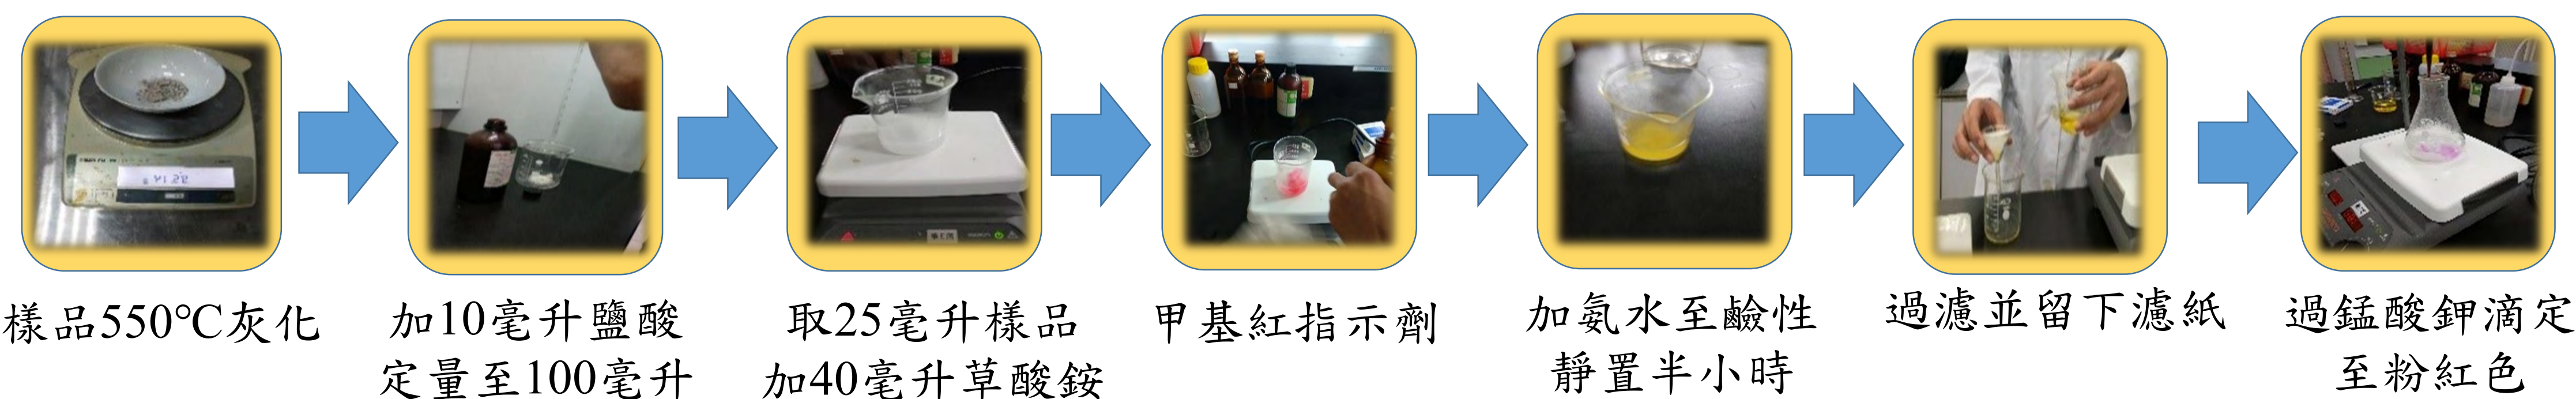 樣品550℃灰化
加10毫升鹽酸
定量至100毫升
取25毫升樣品
加40毫升草酸銨
甲基紅指示劑
加氨水至鹼性
靜置半小時
過濾並留下濾紙
過錳酸鉀滴定
至粉紅色